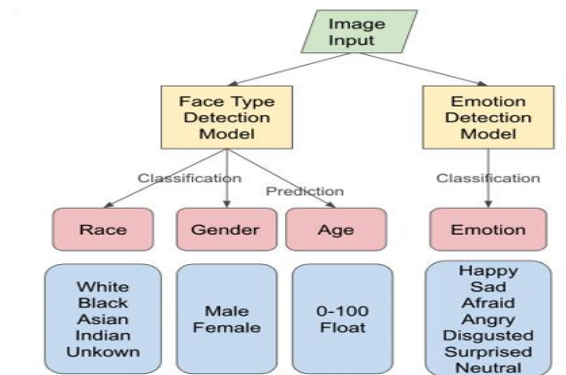 Image
Input
Face Type
Detection
Model
Emotion
Detection
Model
Classification
Prediction
Classification
Race
Gender
Age
Emotion
White
Black
Asian
Indian
Unkown
Male
Female
0-100
Float
Happy
Sad
Afraid
Angry
Disgusted
Surprised
Neutral